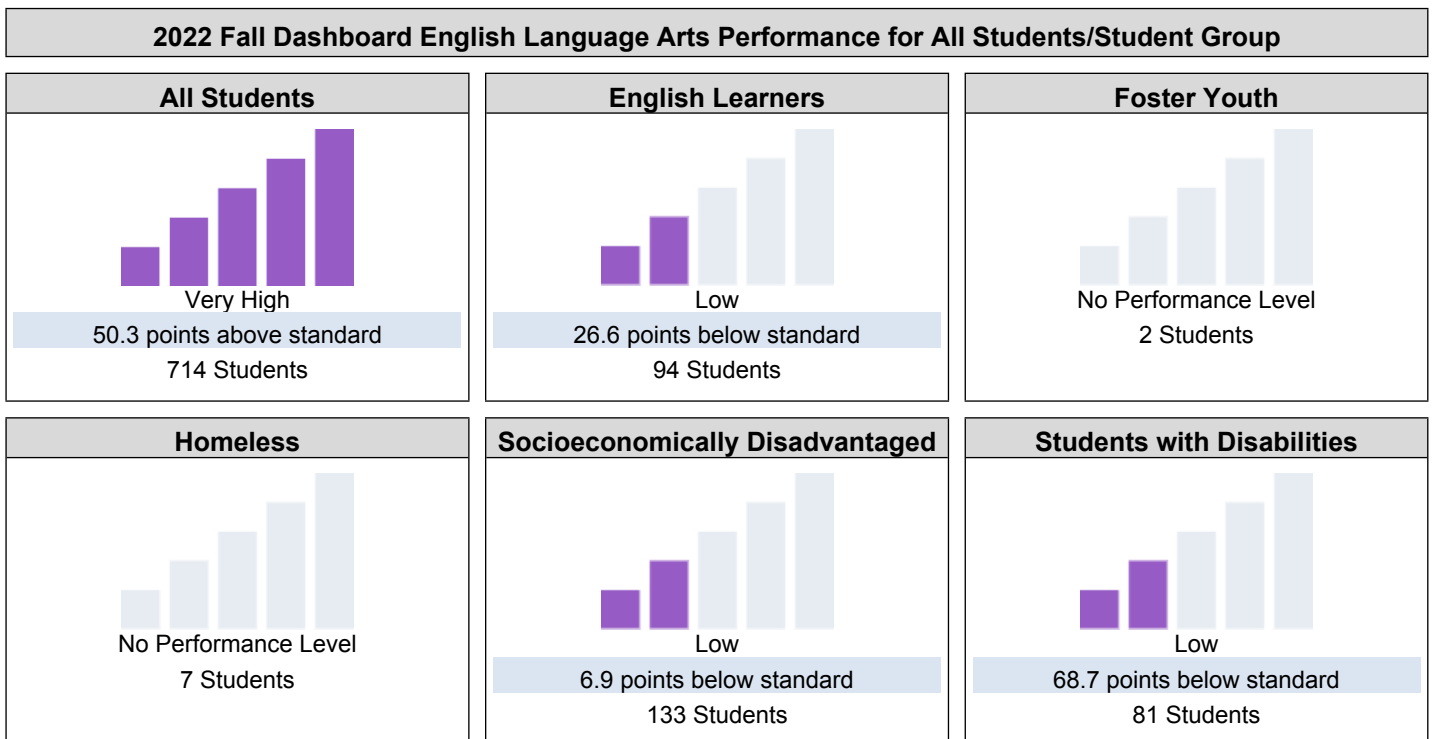 2022 Fall Dashboard English Language Arts Performance for All Students/Student Group
All Students
Very High
50.3 points above standard
714 Students
English Learners
Low
26.6 points below standard
94 Students
Foster Youth
No Performance Level
2 Students
Homeless
No Performance Level
7 Students
Socioeconomically Disadvantaged
Low
6.9 points below standard
133 Students
Students with Disabilities
Low
68.7 points below standard
81 Students